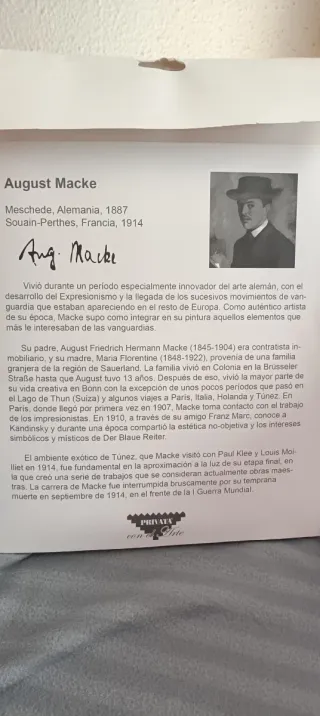 August Macke
Meschede, Alemania, 1887
Souain-Perthes, Francia, 1914
Aug. Macke
Vivió durante un período especialmente innovador del arte alemán, con el
desarrollo del Expresionismo y la llegada de los sucesivos movimientos de van-
guardia que estaban apareciendo en el resto de Europa. Como auténtico artista
de su época, Macke supo como integrar en su pintura aquellos elementos que
más le interesaban de las vanguardias.
Su padre, August Friedrich Hermann Macke (1845-1904) era contratista in-
mobiliario, y su madre, Maria Florentine (1848-1922), provenia de una familia
granjera de la región de Sauerland. La familia vivió en Colonia en la Brüsseler
Straße hasta que August tuvo 13 años. Después de eso, vivió la mayor parte de
su vida creativa en Bonn con la excepción de unos pocos períodos que pasó en
el Lago de Thun (Suiza) y algunos viajes a Paris, Italia, Holanda y Túnez. En
Paris, donde llegó por primera vez en 1907, Macke toma contacto con el trabajo
de los impresionistas. En 1910, a través de su amigo Franz Marc, conoce a
Kandinsky y durante una época compartió la estética no-objetiva y los intereses
simbólicos y místicos de Der Blaue Reiter.
El ambiente exótico de Túnez, que Macke visitó con Paul Klee y Louis Moi-
lliet en 1914, fue fundamental en la aproximación a la luz de su etapa final, en
la que creó una serie de trabajos que se consideran actualmente obras maes-
tras. La carrera de Macke fue interrumpida bruscamente por su temprana
muerte en septiembre de 1914, en el frente de la I Guerra Mundial.
PRIVATA
con el Arte